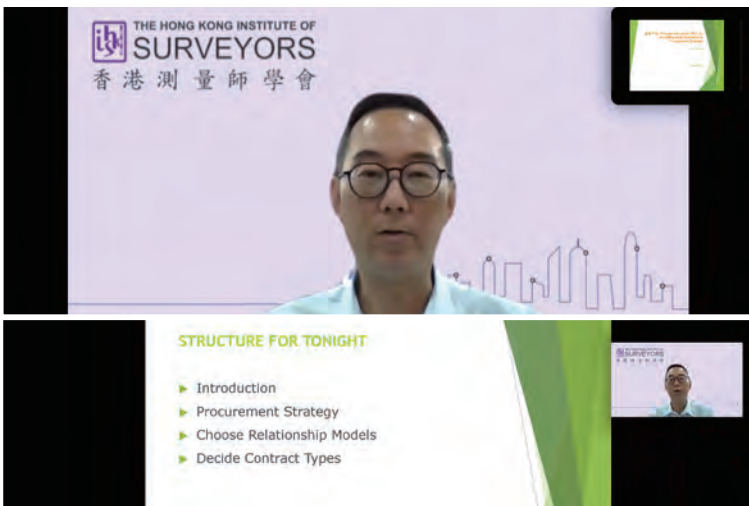 THE HONG KONG INSTITUTE OF
SURVEYORS
香港測量師學會
STRUCTURE FOR TONIGHT
Introduction
Procurement Strategy
Choose Relationship Models
Decide Contract Types
SURVEYORS